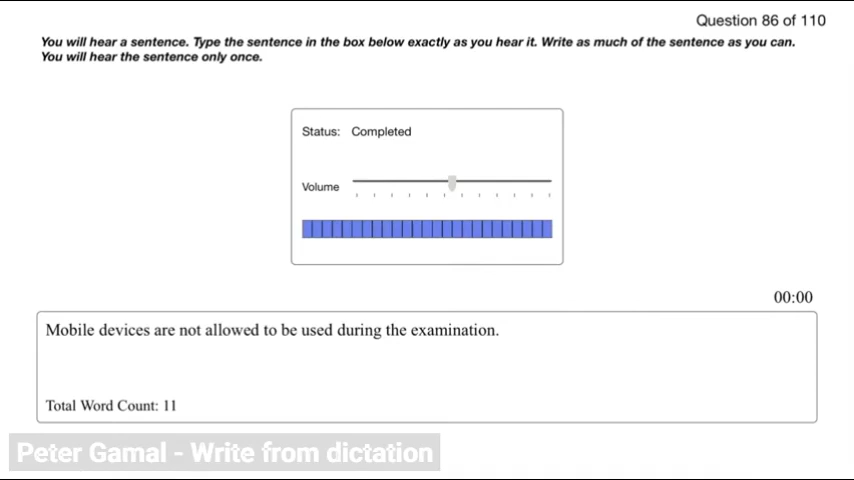 Question 86 of 110
You will hear a sentence. Type the sentence in the box below exactly as you hear it. Write as much of the sentence as you can.
You will hear the sentence only once.
Status: Completed
Volume
00:00
Mobile devices are not allowed to be used during the examination.
Total Word Count: 11
Peter Gamal - Write from dictation